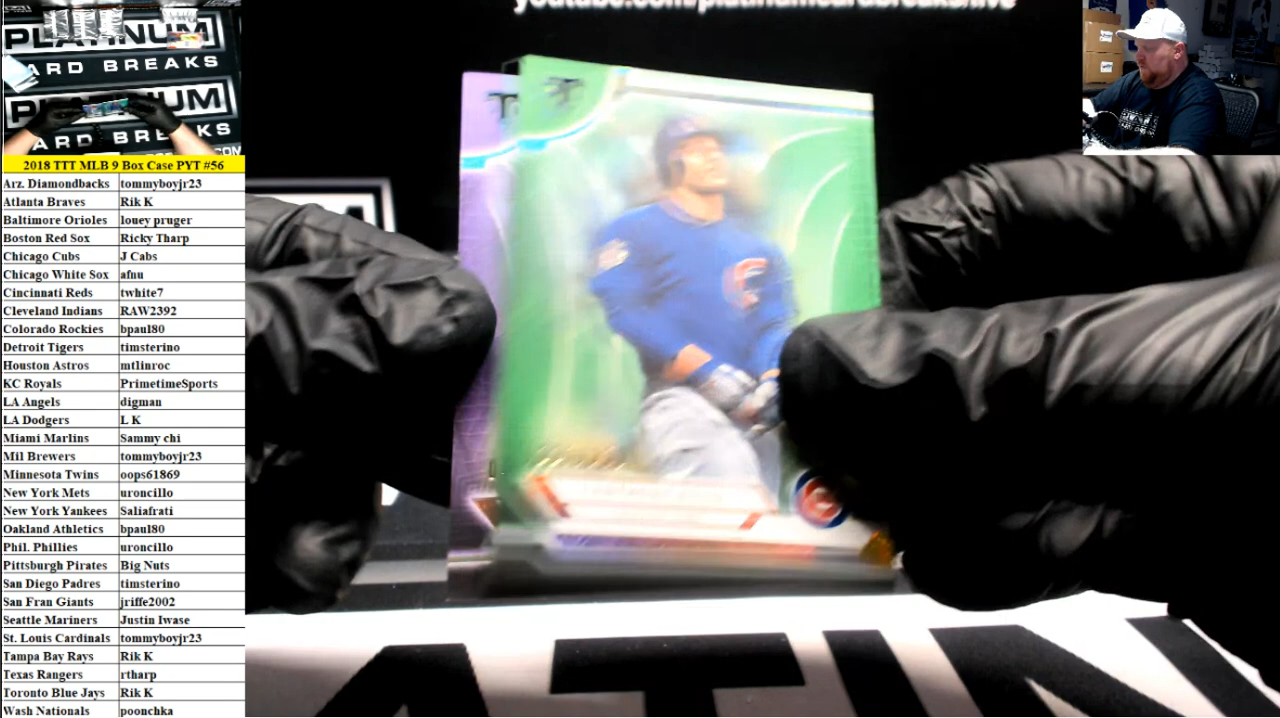 youtube.com/platinumcardbreakslive
PLATINUM
ARD BREAKS
PLATINUM
ARD BREAKS
2018 TTT MLB 9 Box Case PYT #56
Arz. Diamondbacks tommyboyjr23
Atlanta Braves Rik K
Baltimore Orioles louey pruger
Boston Red Sox Ricky Tharp
Chicago Cubs J Cabs
Chicago White Sox afnu
Cincinnati Reds twhite7
Cleveland Indians RAW2392
Colorado Rockies bpaul80
Detroit Tigers timsterino
Houston Astros mtlinroc
KC Royals PrimetimeSports
LA Angels digman
LA Dodgers L K
Miami Marlins Sammy chi
Mil Brewers tommyboyjr23
Minnesota Twins oops61869
New York Mets uroncillo
New York Yankees Saliafrati
Oakland Athletics bpaul80
Phil. Phillies uroncillo
Pittsburgh Pirates Big Nuts
San Diego Padres timsterino
San Fran Giants jriffe2002
Seattle Mariners Justin Iwase
St. Louis Cardinals tommyboyjr23
Tampa Bay Rays Rik K
Texas Rangers rtharp
Toronto Blue Jays Rik K
Wash Nationals poonchka
C
C
ATIN